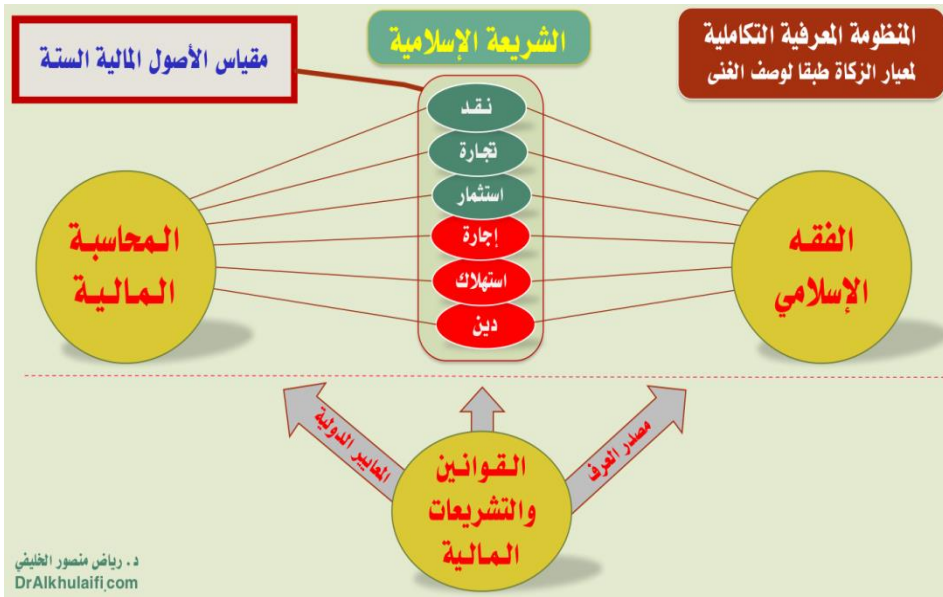 المنظومة المعرفية التكاملية
لمعيار الزكاة طبقا لوصف الغنى
الشريعة الإسلامية
مقياس الأصول المالية الستة
نقد
تجارة
استثمار
إجارة
استهلاك
دين
الفقه
الإسلامي
المحاسبة
المالية
مصدر العرف
المعايير الدولية
القوانين
والتشريعات
المالية
د. رياض منصور الخليفي
DrAlkhulaifi.com